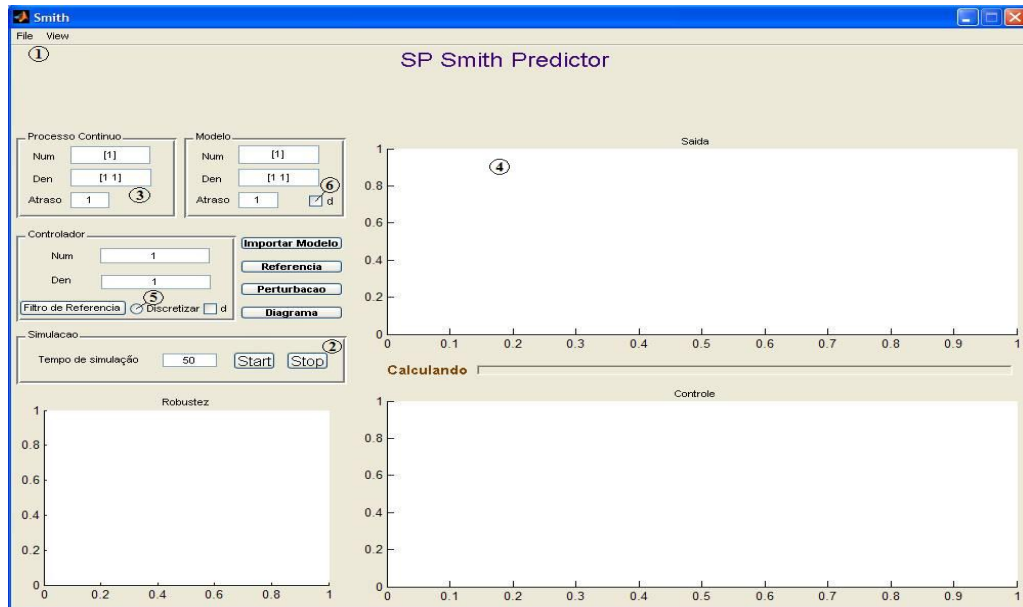 Smith
File View
1
SP Smith Predictor
Processo Continuo
Num [1]
Den [1 1]
Atraso 1
3
Modelo
Num [1]
Den [1 1]
Atraso 1 d
6
Controlador
Num 1
Den 1
5
Filtro de Referencia Discretizar d
Importar Modelo
Referencia
Perturbacao
Diagrama
Simulacao
2
Tempo de simulação 50 Start Stop
Saida
4
1
0.8
0.6
0.4
0.2
0
0 0.1 0.2 0.3 0.4 0.5 0.6 0.7 0.8 0.9 1
Calculando
Robustez
1
0.8
0.6
0.4
0.2
0
0 0.2 0.4 0.6 0.8 1
Controle
1
0.8
0.6
0.4
0.2
0
0 0.1 0.2 0.3 0.4 0.5 0.6 0.7 0.8 0.9 1